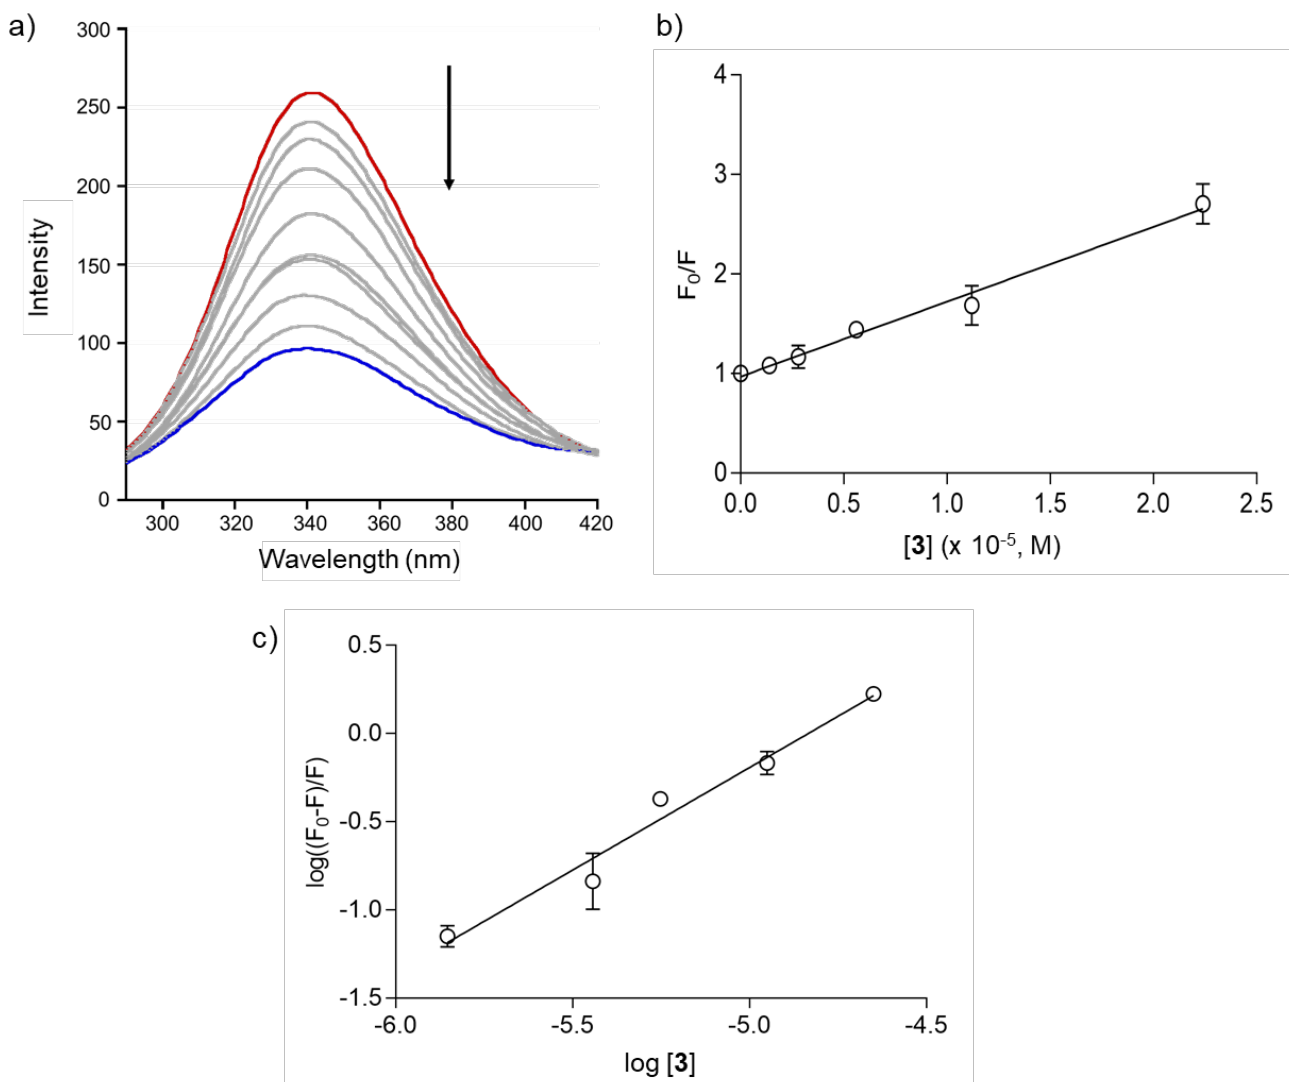 a)
300
250
200
150
100
50
0
Intensity
300 320 340 360 380 400 420
Wavelength (nm)
b)
4
3
2
1
0
F₀/F
0.0 0.5 1.0 1.5 2.0 2.5
[3] (x 10⁻⁵, M)
c)
0.5
0.0
-0.5
-1.0
-1.5
log((F₀-F)/F)
-6.0 -5.5 -5.0 -4.5
log [3]